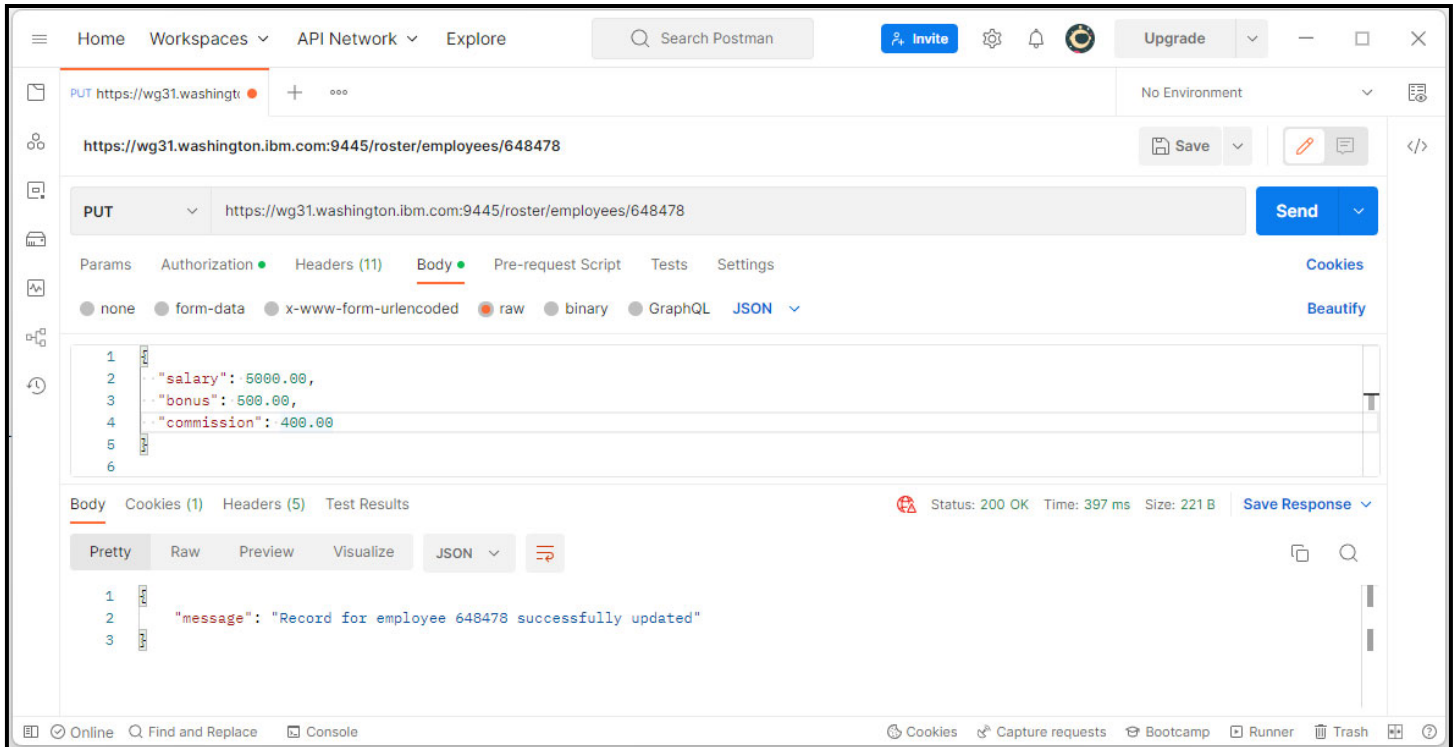 Home Workspaces API Network Explore Search Postman Invite Upgrade
PUT https://wg31.washingt No Environment
https://wg31.washington.ibm.com:9445/roster/employees/648478 Save </>
PUT https://wg31.washington.ibm.com:9445/roster/employees/648478 Send
Params Authorization Headers (11) Body Pre-request Script Tests Settings Cookies
none form-data x-www-form-urlencoded raw binary GraphQL JSON Beautify
1 {
2 "salary": 5000.00,
3 "bonus": 500.00,
4 "commission": 400.00
5 }
6
Body Cookies (1) Headers (5) Test Results Status: 200 OK Time: 397 ms Size: 221 B Save Response
Pretty Raw Preview Visualize JSON
1 {
2 "message": "Record for employee 648478 successfully updated"
3 }
Online Find and Replace Console Cookies Capture requests Bootcamp Runner Trash